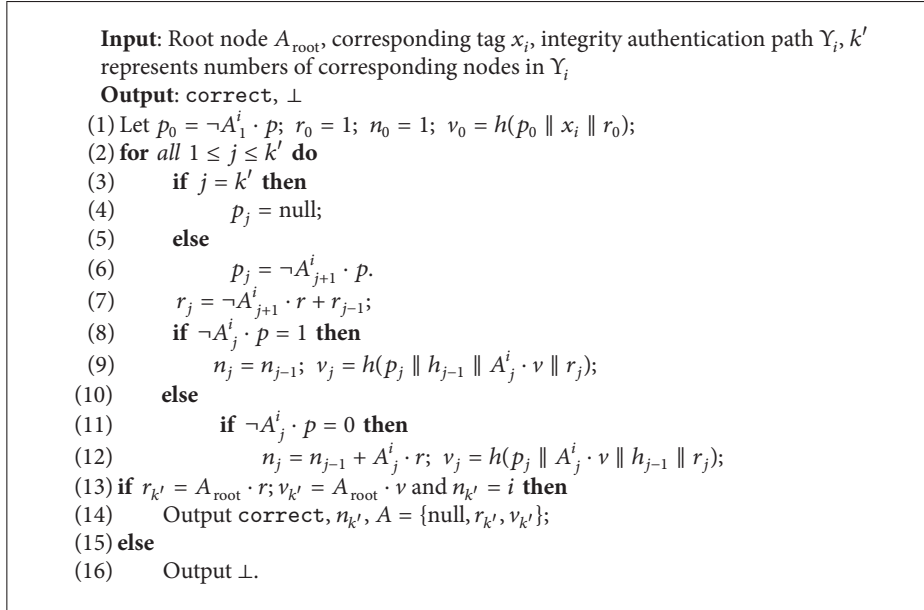 Input: Root node A_root, corresponding tag x_i, integrity authentication path Υ_i, k′
represents numbers of corresponding nodes in Υ_i
Output: correct, ⊥
(1) Let p_0 = ¬A^i_1 · p; r_0 = 1; n_0 = 1; v_0 = h(p_0 ‖ x_i ‖ r_0);
(2) for all 1 ≤ j ≤ k′ do
(3) if j = k′ then
(4) p_j = null;
(5) else
(6) p_j = ¬A^i_{j+1} · p.
(7) r_j = ¬A^i_{j+1} · r + r_{j−1};
(8) if ¬A^i_j · p = 1 then
(9) n_j = n_{j−1}; v_j = h(p_j ‖ h_{j−1} ‖ A^i_j · v ‖ r_j);
(10) else
(11) if ¬A^i_j · p = 0 then
(12) n_j = n_{j−1} + A^i_j · r; v_j = h(p_j ‖ A^i_j · v ‖ h_{j−1} ‖ r_j);
(13) if r_{k′} = A_root · r; v_{k′} = A_root · v and n_{k′} = i then
(14) Output correct, n_{k′}, A = {null, r_{k′}, v_{k′}};
(15) else
(16) Output ⊥.